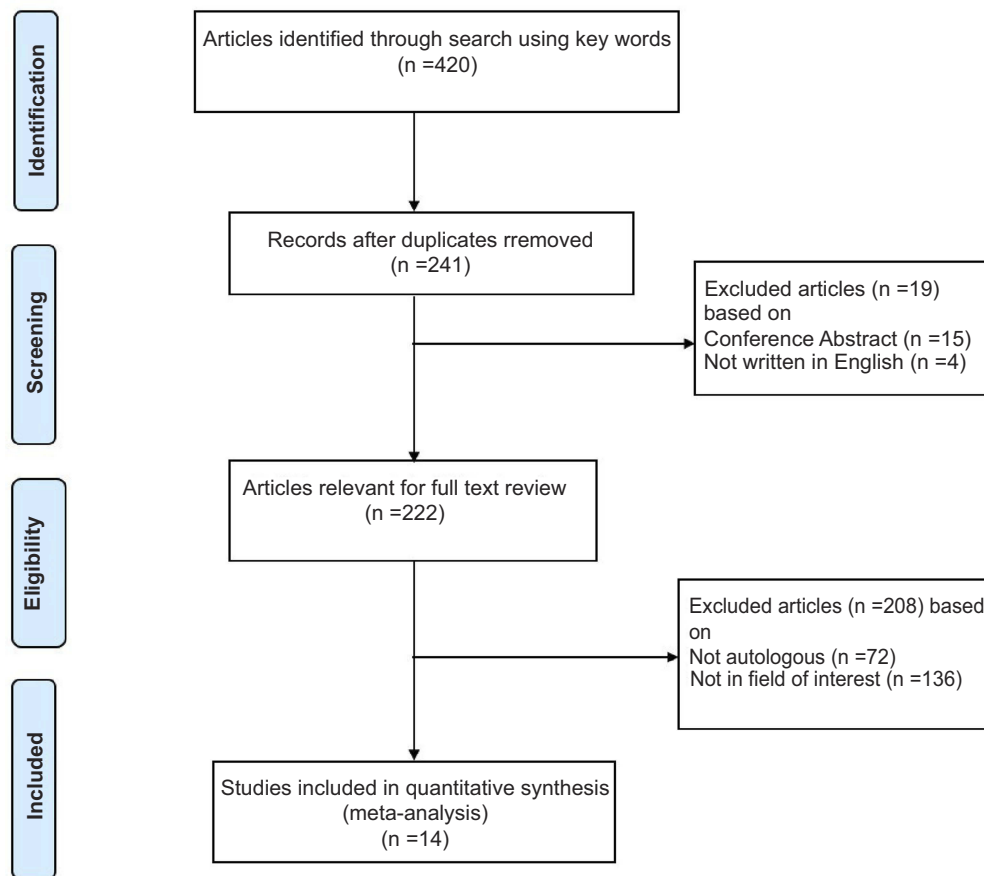 Identification
Articles identified through search using key words
(n =420)
Records after duplicates rremoved
(n =241)
Screening
Excluded articles (n =19)
based on
Conference Abstract (n =15)
Not written in English (n =4)
Eligibility
Articles relevant for full text review
(n =222)
Excluded articles (n =208) based
on
Not autologous (n =72)
Not in field of interest (n =136)
Included
Studies included in quantitative synthesis
(meta-analysis)
(n =14)